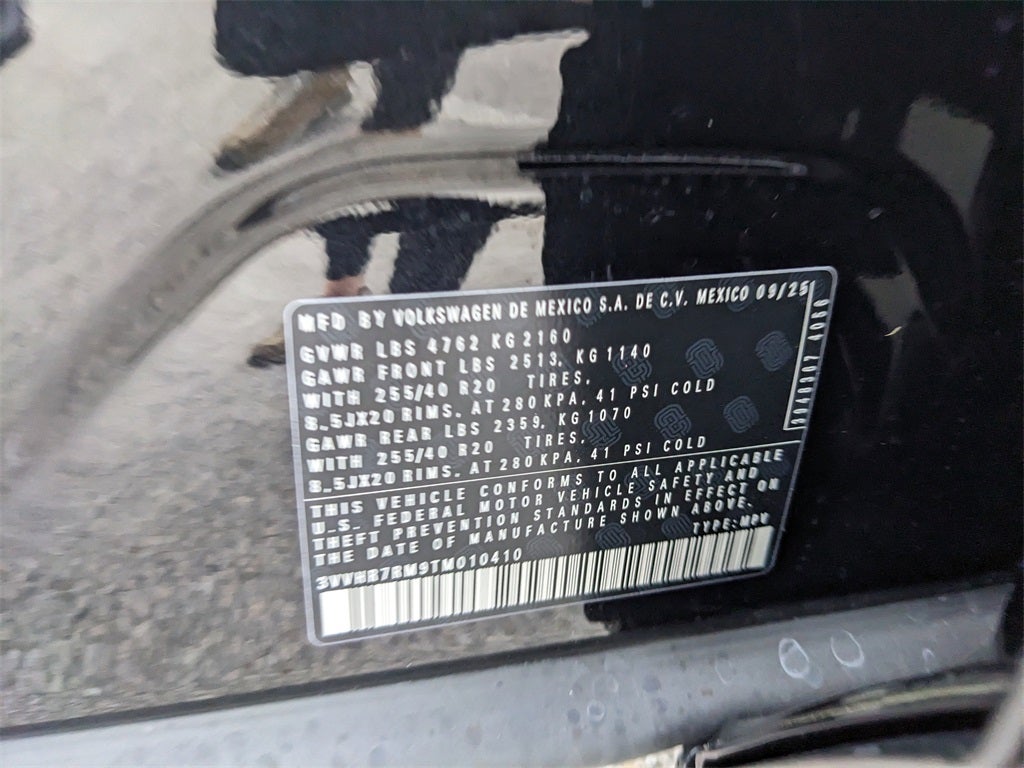 MFD BY VOLKSWAGEN DE MEXICO S.A. DE C.V. MEXICO 09/25
GVWR LBS 4762 KG 2160
GAWR FRONT LBS 2513, KG 1140
WITH 255/40 R20 TIRES,
8.5JX20 RIMS, AT 280 KPA, 41 PSI COLD
GAWR REAR LBS 2359, KG 1070
WITH 255/40 R20 TIRES,
8.5JX20 RIMS, AT 280 KPA, 41 PSI COLD
THIS VEHICLE CONFORMS TO ALL APPLICABLE
U.S. FEDERAL MOTOR VEHICLE SAFETY AND
THEFT PREVENTION STANDARDS IN EFFECT ON
THE DATE OF MANUFACTURE SHOWN ABOVE.
TYPE:MPV
3VVHR7RM9TM010410